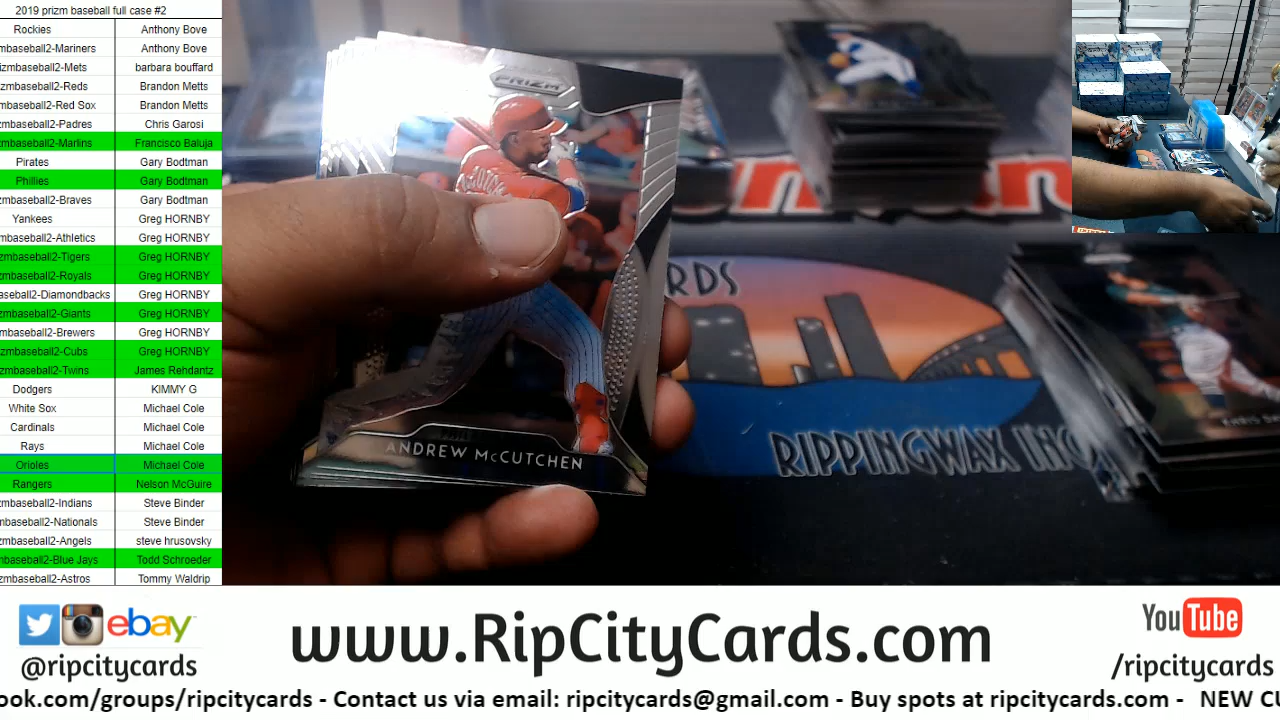 2019 prizm baseball full case #2
Rockies Anthony Bove
mbaseball2-Mariners Anthony Bove
izmbaseball2-Mets barbara bouffard
izmbaseball2-Reds Brandon Metts
mbaseball2-Red Sox Brandon Metts
zmbaseball2-Padres Chris Garosi
zmbaseball2-Marlins Francisco Baluja
Pirates Gary Bodtman
Phillies Gary Bodtman
zmbaseball2-Braves Gary Bodtman
Yankees Greg HORNBY
mbaseball2-Athletics Greg HORNBY
zmbaseball2-Tigers Greg HORNBY
zmbaseball2-Royals Greg HORNBY
aseball2-Diamondbacks Greg HORNBY
zmbaseball2-Giants Greg HORNBY
mbaseball2-Brewers Greg HORNBY
izmbaseball2-Cubs Greg HORNBY
izmbaseball2-Twins James Rehdantz
Dodgers KIMMY G
White Sox Michael Cole
Cardinals Michael Cole
Rays Michael Cole
Orioles Michael Cole
Rangers Nelson McGuire
zmbaseball2-Indians Steve Binder
mbaseball2-Nationals Steve Binder
zmbaseball2-Angels steve hrusovsky
mbaseball2-Blue Jays Todd Schroeder
zmbaseball2-Astros Tommy Waldrip
PRIZM
ANDREW McCUTCHEN
RDS
RIPPINGWAX INC
KHRIS
ebay
@ripcitycards
www.RipCityCards.com
YouTube
/ripcitycards
ook.com/groups/ripcitycards - Contact us via email: ripcitycards@gmail.com - Buy spots at ripcitycards.com - NEW CU